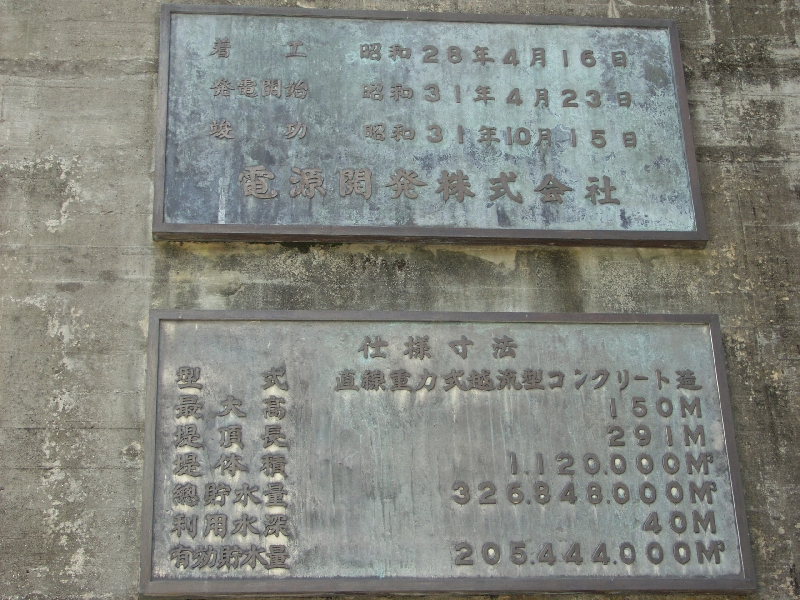 着工 昭和28年4月16日
発電開始 昭和31年4月23日
竣功 昭和31年10月15日
電源開発株式会社
仕様寸法
型式 直線重力式越流型コンクリート造
最大高 150M
堤頂長 291M
堤体積 1.120.000M³
總貯水量 326.848.000M³
利用水深 40M
有効貯水量 205.444.000M³